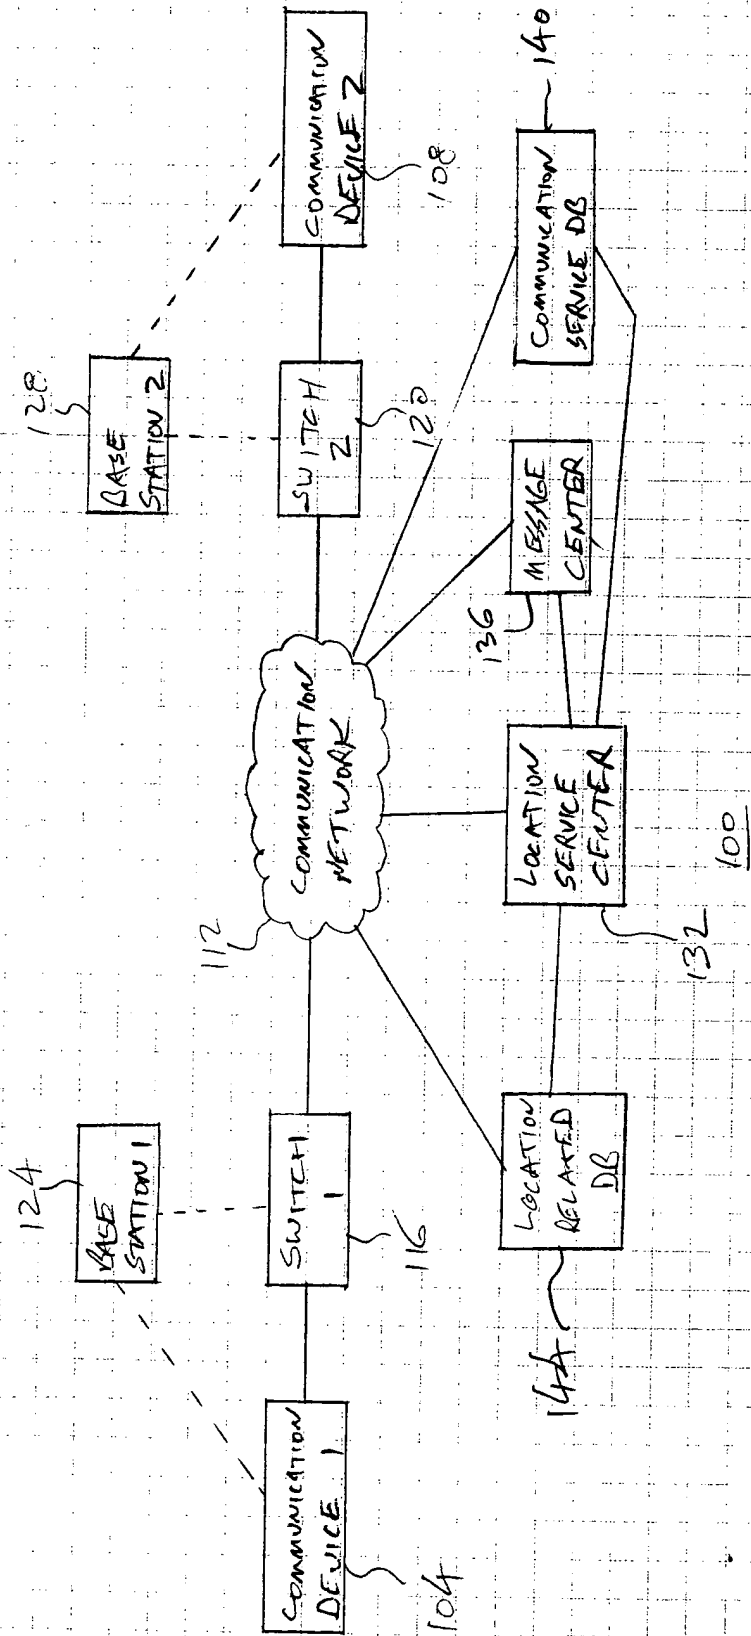 124
BASE
STATION 1
128
BASE
STATION 2
112
COMMUNICATION
NETWORK
COMMUNICATION
DEVICE 1
104
SWITCH
1
116
SWITCH
2
120
COMMUNICATION
DEVICE 2
108
LOCATION
RELATED
DB
144
LOCATION
SERVICE
CENTER
132
136
MESSAGE
CENTER
COMMUNICATION
SERVICE DB
140
100